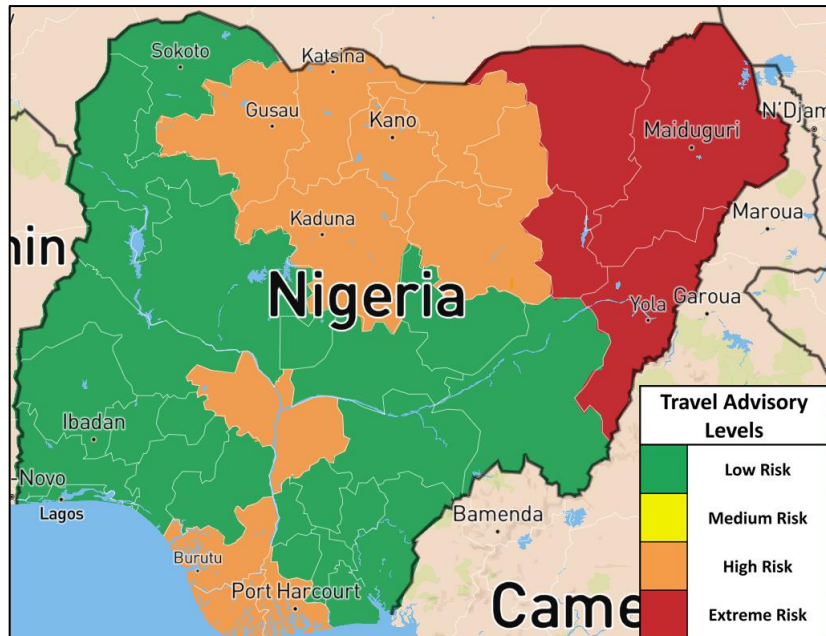 Sokoto
Katsina
Gusau
Kano
Maiduguri
N'Djam
Kaduna
Maroua
nin
Nigeria
Yola
Garoua
Ibadan
-Novo
Lagos
Burutu
Port Harcourt
Bamenda
Came
Travel Advisory
Levels
Low Risk
Medium Risk
High Risk
Extreme Risk